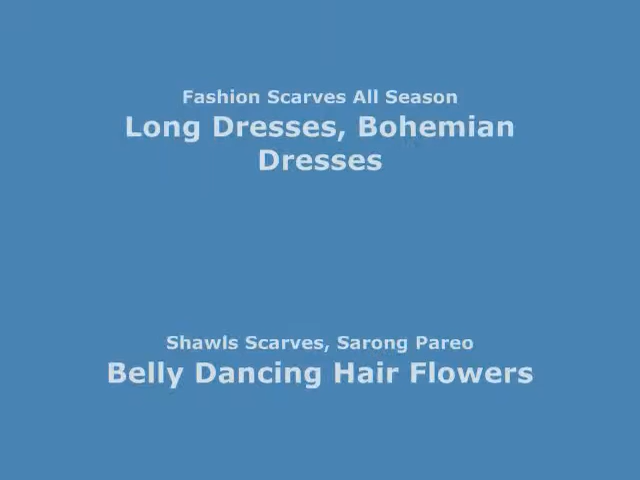 Fashion Scarves All Season
Long Dresses, Bohemian
Dresses
Shawls Scarves, Sarong Pareo
Belly Dancing Hair Flowers